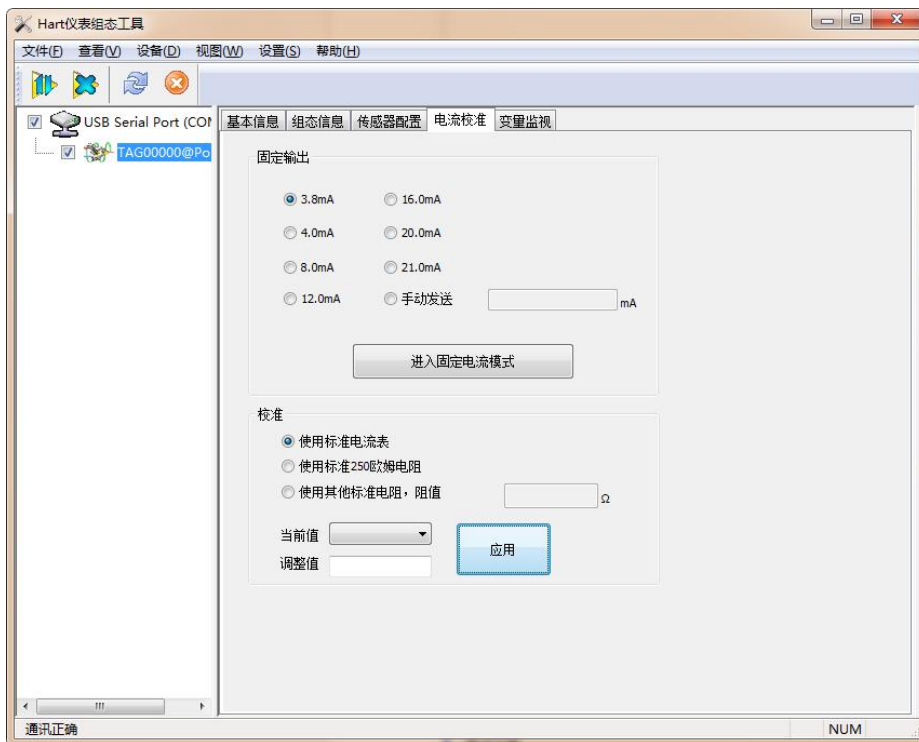 Hart仪表组态工具
文件(F) 查看(V) 设备(D) 视图(W) 设置(S) 帮助(H)
USB Serial Port (COM
TAG00000@Po
基本信息 组态信息 传感器配置 电流校准 变量监视
固定输出
3.8mA 16.0mA
4.0mA 20.0mA
8.0mA 21.0mA
12.0mA 手动发送 mA
进入固定电流模式
校准
使用标准电流表
使用标准250欧姆电阻
使用其他标准电阻，阻值 Ω
当前值
应用
调整值
通讯正确 NUM